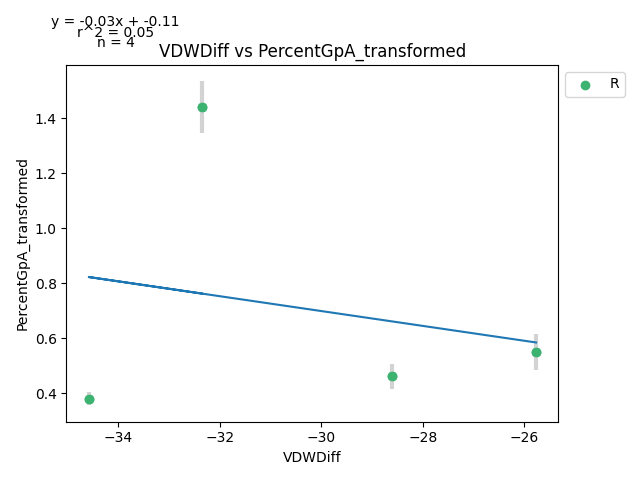 y = -0.03x + -0.11
r^2 = 0.05
n = 4
VDWDiff vs PercentGpA_transformed
R
PercentGpA_transformed
1.4
1.2
1.0
0.8
0.6
0.4
−34
−32
−30
−28
−26
VDWDiff